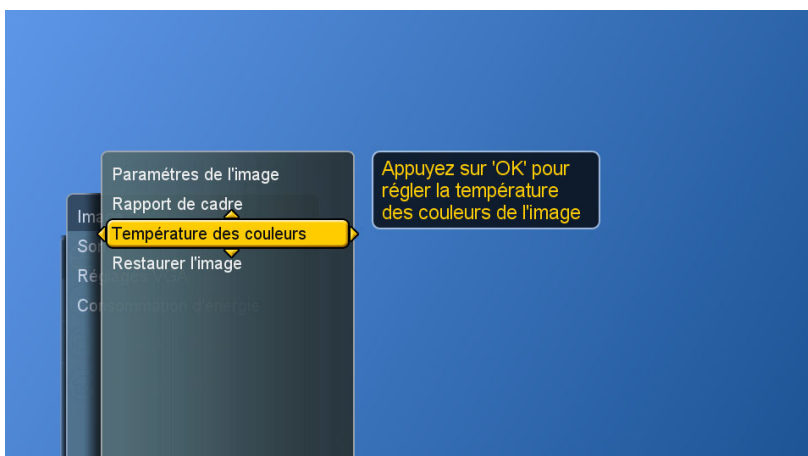 Paramétres de l'image
Rapport de cadre
Température des couleurs
Restaurer l'image
Appuyez sur 'OK' pour
régler la température
des couleurs de l'image